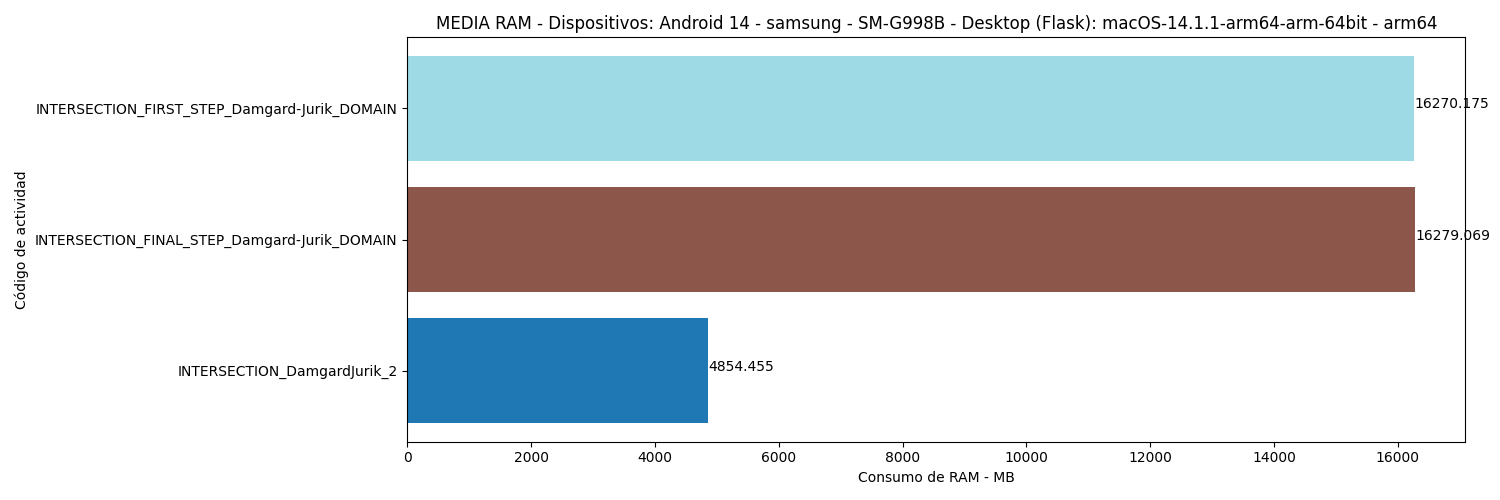 MEDIA RAM - Dispositivos: Android 14 - samsung - SM-G998B - Desktop (Flask): macOS-14.1.1-arm64-arm-64bit - arm64
Código de actividad
INTERSECTION_FIRST_STEP_Damgard-Jurik_DOMAIN
16270.175
INTERSECTION_FINAL_STEP_Damgard-Jurik_DOMAIN
16279.069
INTERSECTION_DamgardJurik_2
4854.455
0 2000 4000 6000 8000 10000 12000 14000 16000
Consumo de RAM - MB